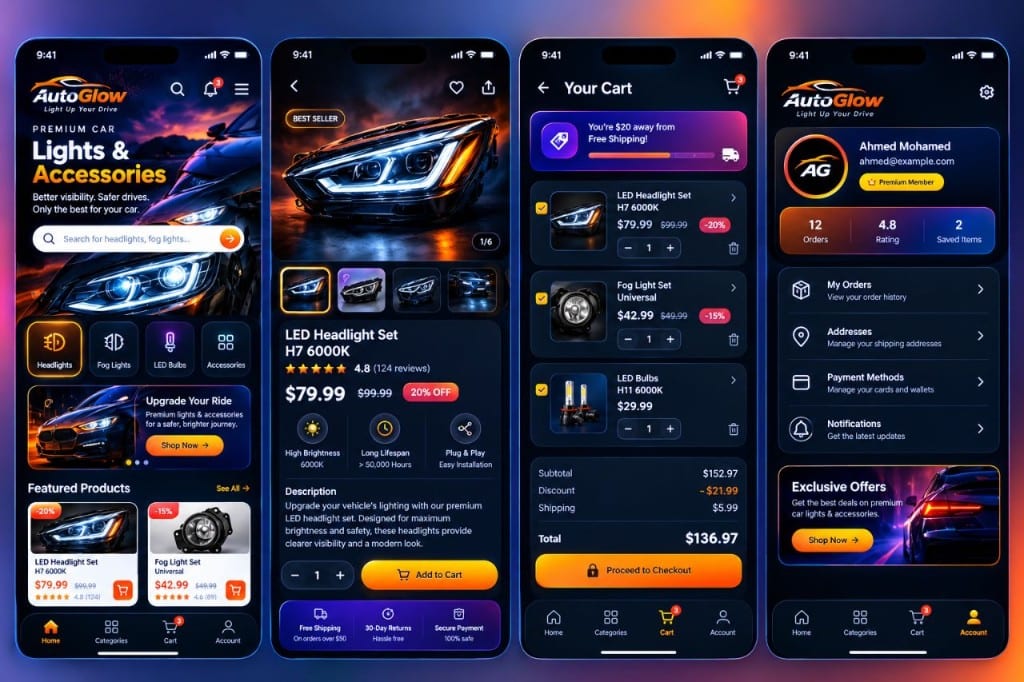 9:41
AutoGlow
Light Up Your Drive
3
PREMIUM CAR
Lights &
Accessories
Better visibility. Safer drives.
Only the best for your car.
Search for headlights, fog lights...
Headlights
Fog Lights
LED Bulbs
Accessories
Upgrade Your Ride
Premium lights & accessories
for a safer, brighter journey.
Shop Now →
Featured Products
See All →
-20%
LED Headlight Set
H7 6000K
$79.99 $99.99
★★★★★ 4.8 (124)
-15%
Fog Light Set
Universal
$42.99 $49.99
★★★★★ 4.6 (89)
Home
Categories
3
Cart
Account
9:41
BEST SELLER
1/6
LED Headlight Set
H7 6000K
★★★★★ 4.8 (124 reviews)
$79.99 $99.99 20% OFF
High Brightness
6000K
Long Lifespan
> 50,000 Hours
Plug & Play
Easy Installation
Description
Upgrade your vehicle's lighting with our premium
LED headlight set. Designed for maximum
brightness and safety, these headlights provide
clearer visibility and a modern look.
− 1 +
Add to Cart
Free Shipping
On orders over $50
30-Day Returns
Hassle free
Secure Payment
100% safe
9:41
← Your Cart
3
You're $20 away from
Free Shipping!
LED Headlight Set
H7 6000K
$79.99 $99.99 -20%
− 1 +
Fog Light Set
Universal
$42.99 $49.99 -15%
− 1 +
LED Bulbs
H11 6000K
$29.99
− 1 +
Subtotal $152.97
Discount - $21.99
Shipping $5.99
Total $136.97
Proceed to Checkout
Home
Categories
3
Cart
Account
9:41
AutoGlow
Light Up Your Drive
AG
Ahmed Mohamed
ahmed@example.com
Premium Member
12
Orders
4.8
Rating
2
Saved Items
My Orders
View your order history
Addresses
Manage your shipping addresses
Payment Methods
Manage your cards and wallets
Notifications
Get the latest updates
Exclusive Offers
Get the best deals on premium
car lights & accessories.
Shop Now →
Home
Categories
3
Cart
Account